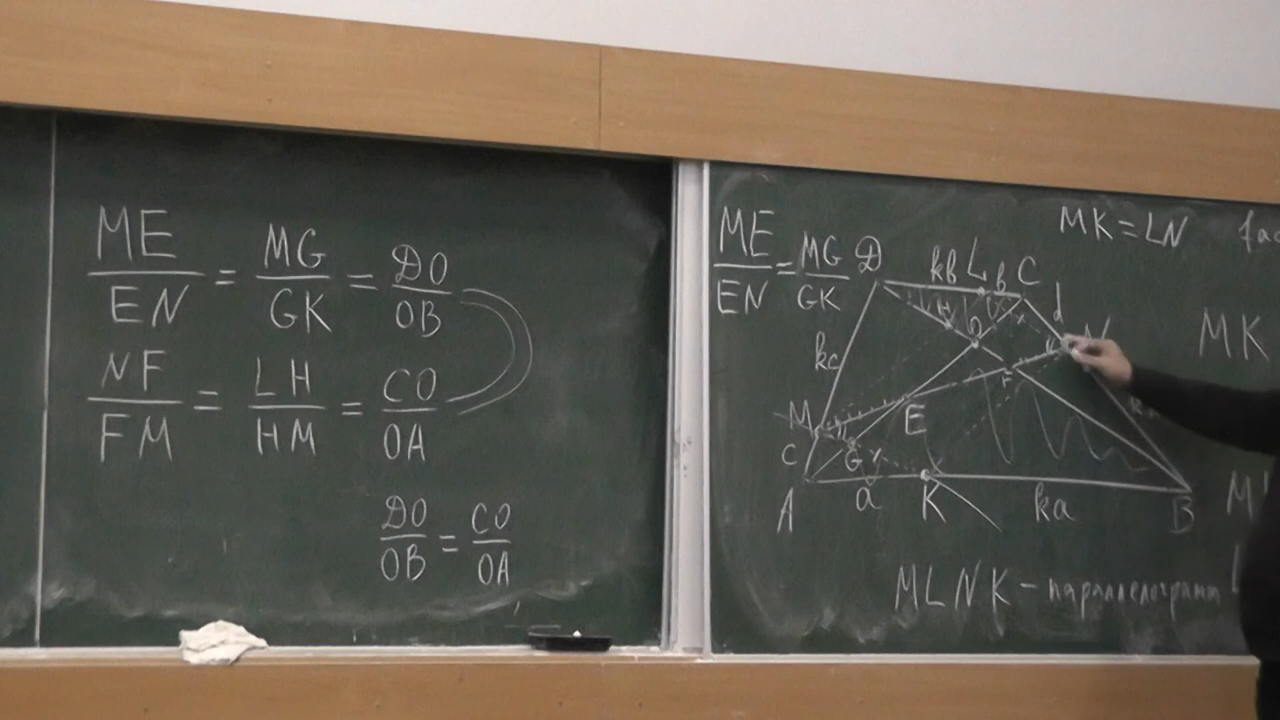 ME/EN = MG/GK = DO/OB
NF/FM = LH/HM = CO/OA
DO/OB = CO/OA
ME/EN = MG/GK
MK = LN
D kb L b C
d
N
H
O
kc
M
F
E
C
G
A a K ka B
MK
MLNK – параллелограмм